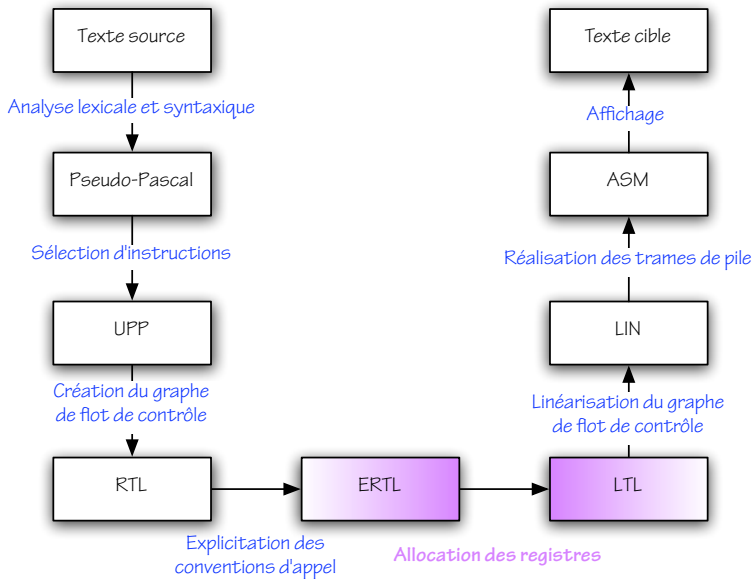 Texte source
Analyse lexicale et syntaxique
Pseudo-Pascal
Sélection d'instructions
UPP
Création du graphe
de flot de contrôle
RTL
Explicitation des
conventions d'appel
ERTL
Allocation des registres
LTL
Linéarisation du graphe
de flot de contrôle
LIN
Réalisation des trames de pile
ASM
Affichage
Texte cible